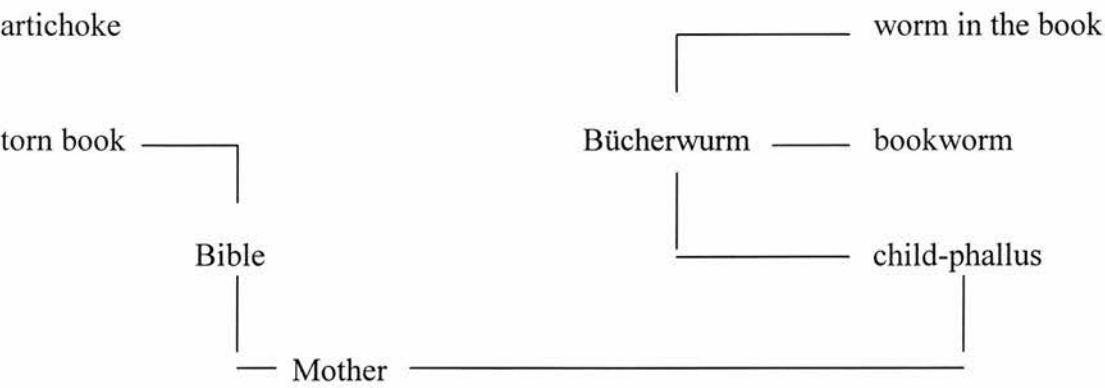 artichoke
worm in the book
torn book
Bücherwurm
bookworm
Bible
child-phallus
Mother